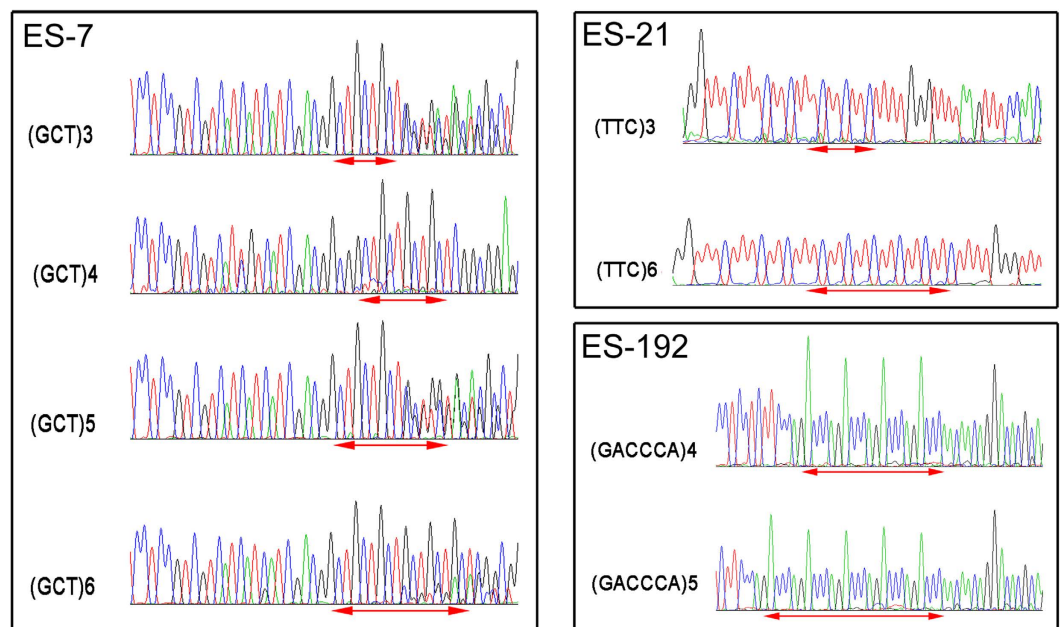 ES-7
(GCT)3
(GCT)4
(GCT)5
(GCT)6
ES-21
(TTC)3
(TTC)6
ES-192
(GACCCA)4
(GACCCA)5